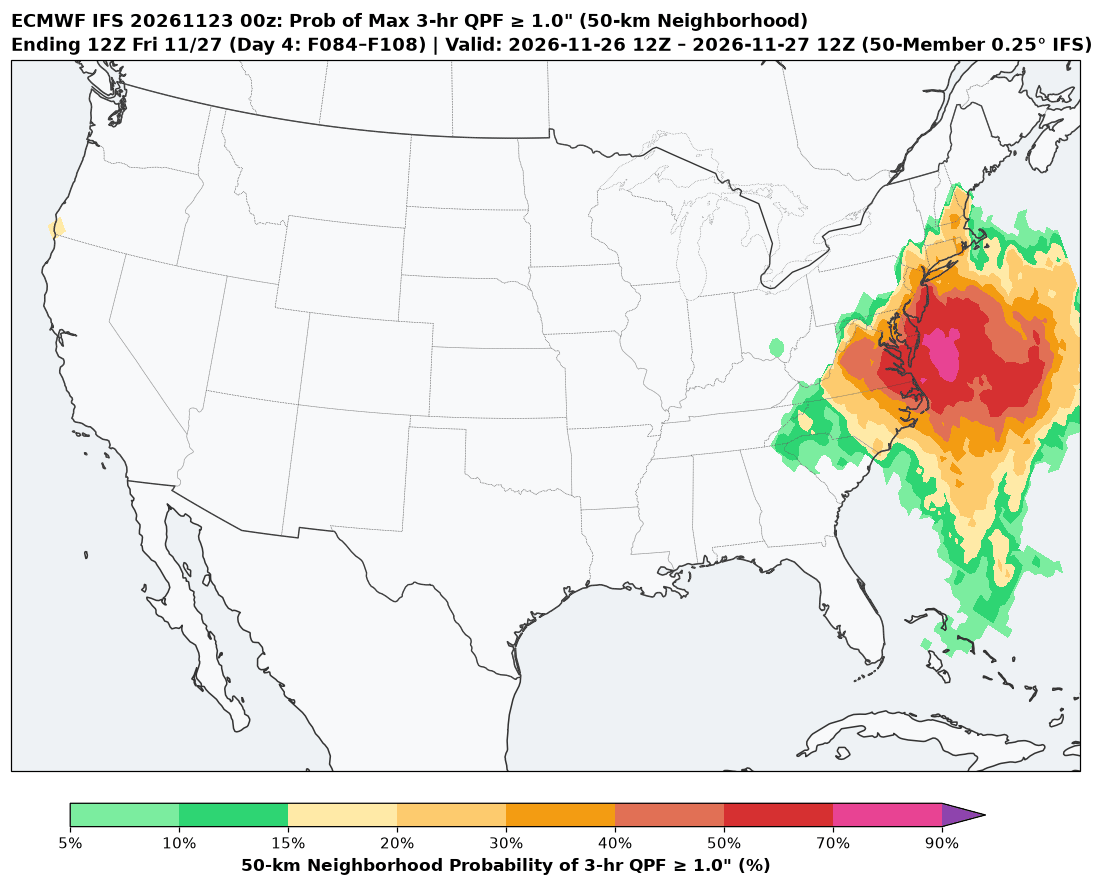 ECMWF IFS 20261123 00z: Prob of Max 3-hr QPF ≥ 1.0" (50-km Neighborhood)
Ending 12Z Fri 11/27 (Day 4: F084–F108) | Valid: 2026-11-26 12Z – 2026-11-27 12Z (50-Member 0.25° IFS)
5% 10% 15% 20% 30% 40% 50% 70% 90%
50-km Neighborhood Probability of 3-hr QPF ≥ 1.0" (%)